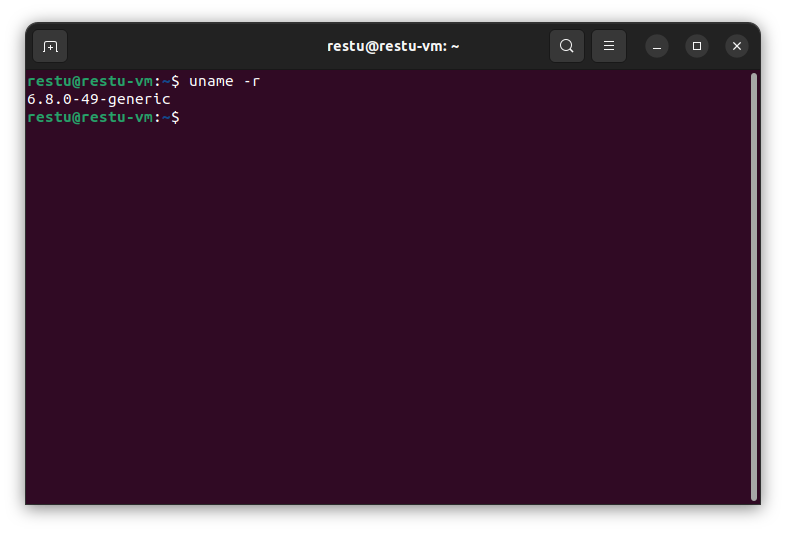 restu@restu-vm: ~
restu@restu-vm:~$ uname -r
6.8.0-49-generic
restu@restu-vm:~$